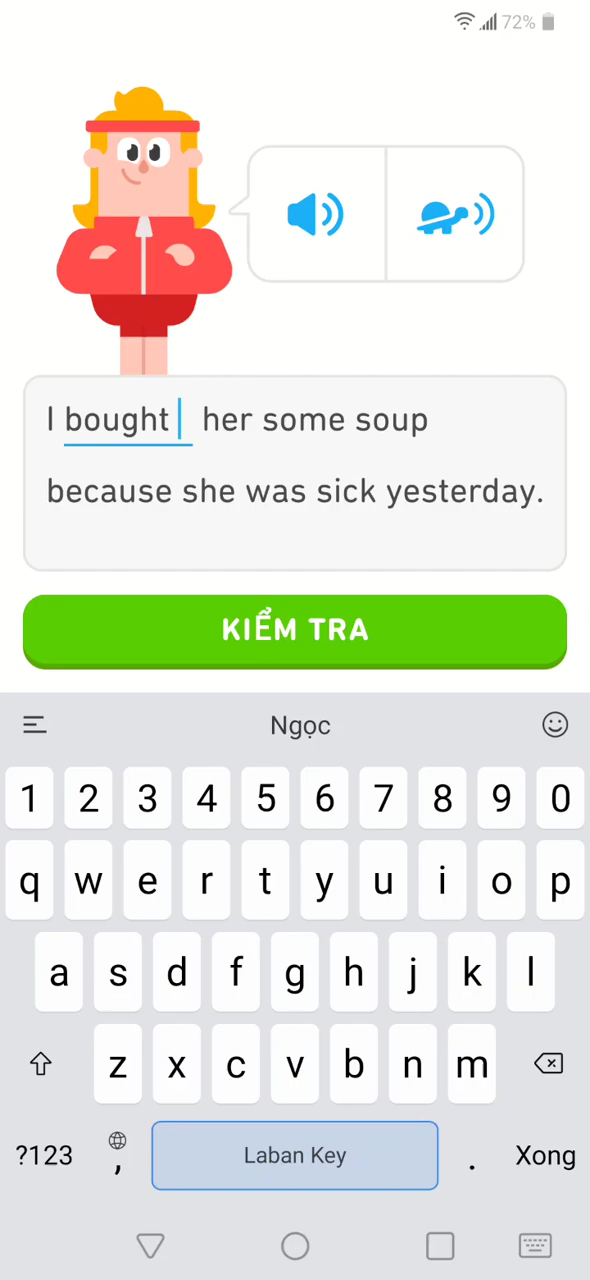 72%
I bought her some soup
because she was sick yesterday.
KIỂM TRA
Ngọc
1 2 3 4 5 6 7 8 9 0
q w e r t y u i o p
a s d f g h j k l
z x c v b n m
?123 , Laban Key . Xong